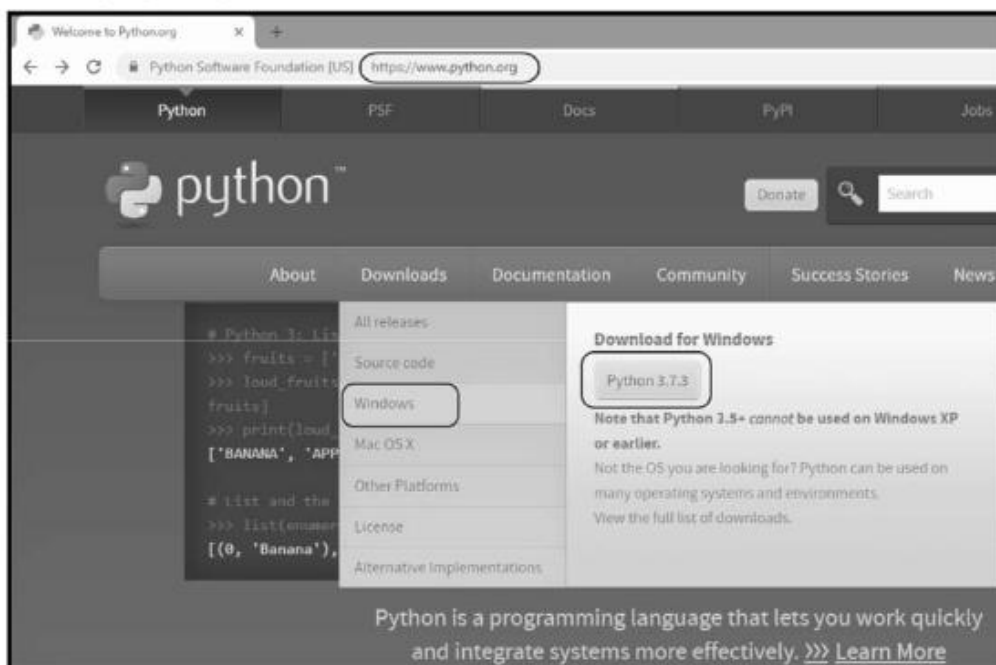 Welcome to Python.org
Python Software Foundation [US] https://www.python.org
Python PSF Docs PyPI Jobs
python™
Donate Search
About Downloads Documentation Community Success Stories News
# Python 3: Lis
>>> fruits = ['
>>> loud_fruits
fruits]
>>> print(loud_
['BANANA', 'APP
# List and the
>>> list(enumer
[(0, 'Banana'),
All releases
Source code
Windows
Mac OS X
Other Platforms
License
Alternative Implementations
Download for Windows
Python 3.7.3
Note that Python 3.5+ cannot be used on Windows XP
or earlier.
Not the OS you are looking for? Python can be used on
many operating systems and environments.
View the full list of downloads.
Python is a programming language that lets you work quickly
and integrate systems more effectively. >>> Learn More